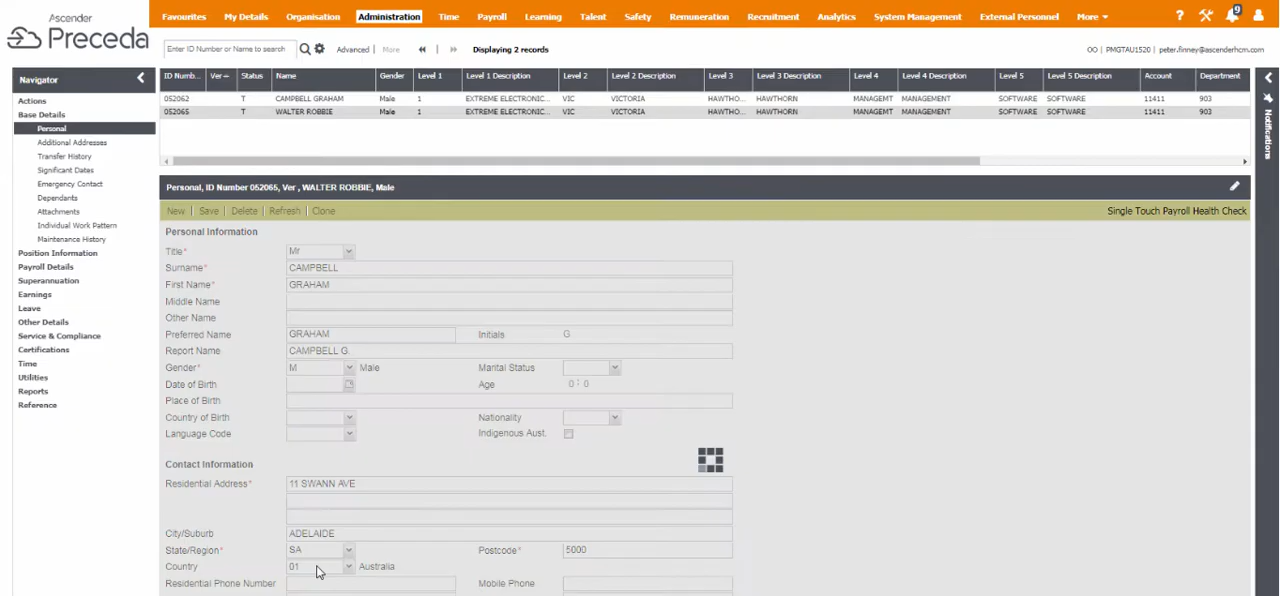 Ascender
Preceda
Favourites My Details Organisation Administration Time Payroll Learning Talent Safety Remuneration Recruitment Analytics System Management External Personnel More ? 9
Enter ID Number or Name to search Advanced | More Displaying 2 records OO | PMGTAU1520 | peter.finney@ascenderhcm.com
Navigator
Actions
Base Details
Personal
Additional Addresses
Transfer History
Significant Dates
Emergency Contact
Dependants
Attachments
Individual Work Pattern
Maintenance History
Position Information
Payroll Details
Superannuation
Earnings
Leave
Other Details
Service & Compliance
Certifications
Time
Utilities
Reports
Reference
ID Numb... Ver Status Name Gender Level 1 Level 1 Description Level 2 Level 2 Description Level 3 Level 3 Description Level 4 Level 4 Description Level 5 Level 5 Description Account Department
052062 T CAMPBELL GRAHAM Male 1 EXTREME ELECTRONIC... VIC VICTORIA HAWTHO... HAWTHORN MANAGEMT MANAGEMENT SOFTWARE SOFTWARE 11411 903
052065 T WALTER ROBBIE Male 1 EXTREME ELECTRONIC... VIC VICTORIA HAWTHO... HAWTHORN MANAGEMT MANAGEMENT SOFTWARE SOFTWARE 11411 903
Notifications
Personal, ID Number 052065, Ver , WALTER ROBBIE, Male
New | Save | Delete | Refresh | Clone Single Touch Payroll Health Check
Personal Information
Title* Mr
Surname* CAMPBELL
First Name* GRAHAM
Middle Name
Other Name
Preferred Name GRAHAM Initials G
Report Name CAMPBELL G.
Gender* M Male Marital Status
Date of Birth Age 0 : 0
Place of Birth
Country of Birth Nationality
Language Code Indigenous Aust.
Contact Information
Residential Address* 11 SWANN AVE
City/Suburb ADELAIDE
State/Region* SA Postcode* 5000
Country 01 Australia
Residential Phone Number Mobile Phone